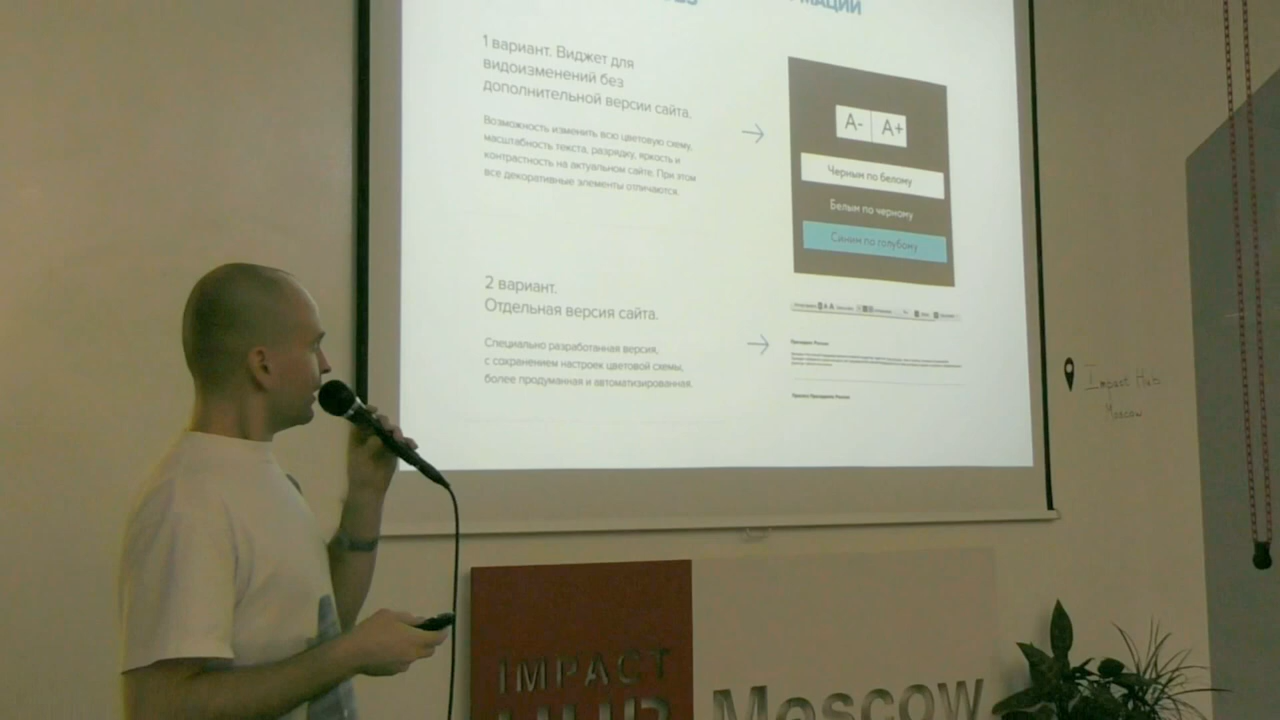 1 вариант. Виджет для
видоизменений без
дополнительной версии сайта.
Возможность изменить всю цветовую схему,
масштабность текста, разрядку, яркость и
контрастность на актуальном сайте. При этом
все декоративные элементы отличаются.
A- A+
Черным по белому
Белым по черному
Синим по голубому
2 вариант.
Отдельная версия сайта.
Специально разработанная версия,
с сохранением настроек цветовой схемы,
более продуманная и автоматизированная.
Impact Hub
Moscow
IMPACT
HUB
Moscow